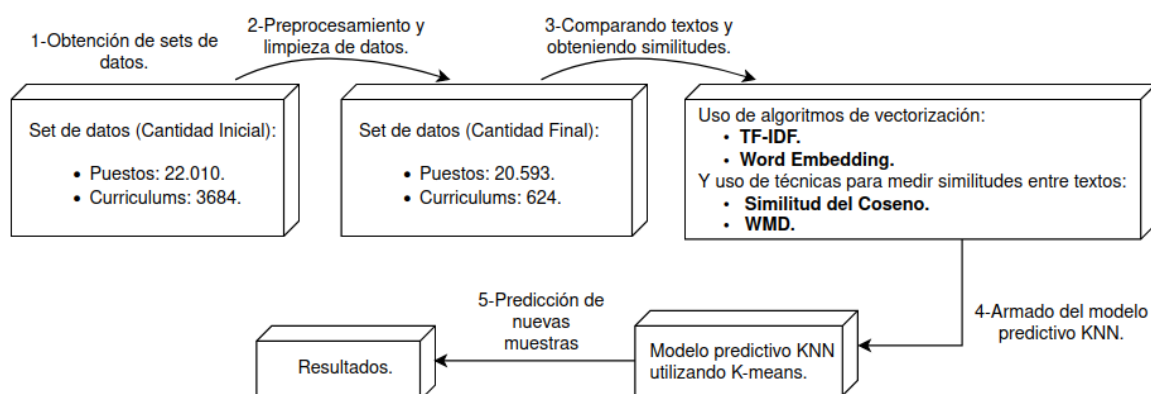 1-Obtención de sets de
datos.
2-Preprocesamiento y
limpieza de datos.
3-Comparando textos y
obteniendo similitudes.
Set de datos (Cantidad Inicial):
• Puestos: 22.010.
• Curriculums: 3684.
Set de datos (Cantidad Final):
• Puestos: 20.593.
• Curriculums: 624.
Uso de algoritmos de vectorización:
• TF-IDF.
• Word Embedding.
Y uso de técnicas para medir similitudes entre textos:
• Similitud del Coseno.
• WMD.
4-Armado del modelo
predictivo KNN.
Modelo predictivo KNN
utilizando K-means.
5-Predicción de
nuevas
muestras
Resultados.